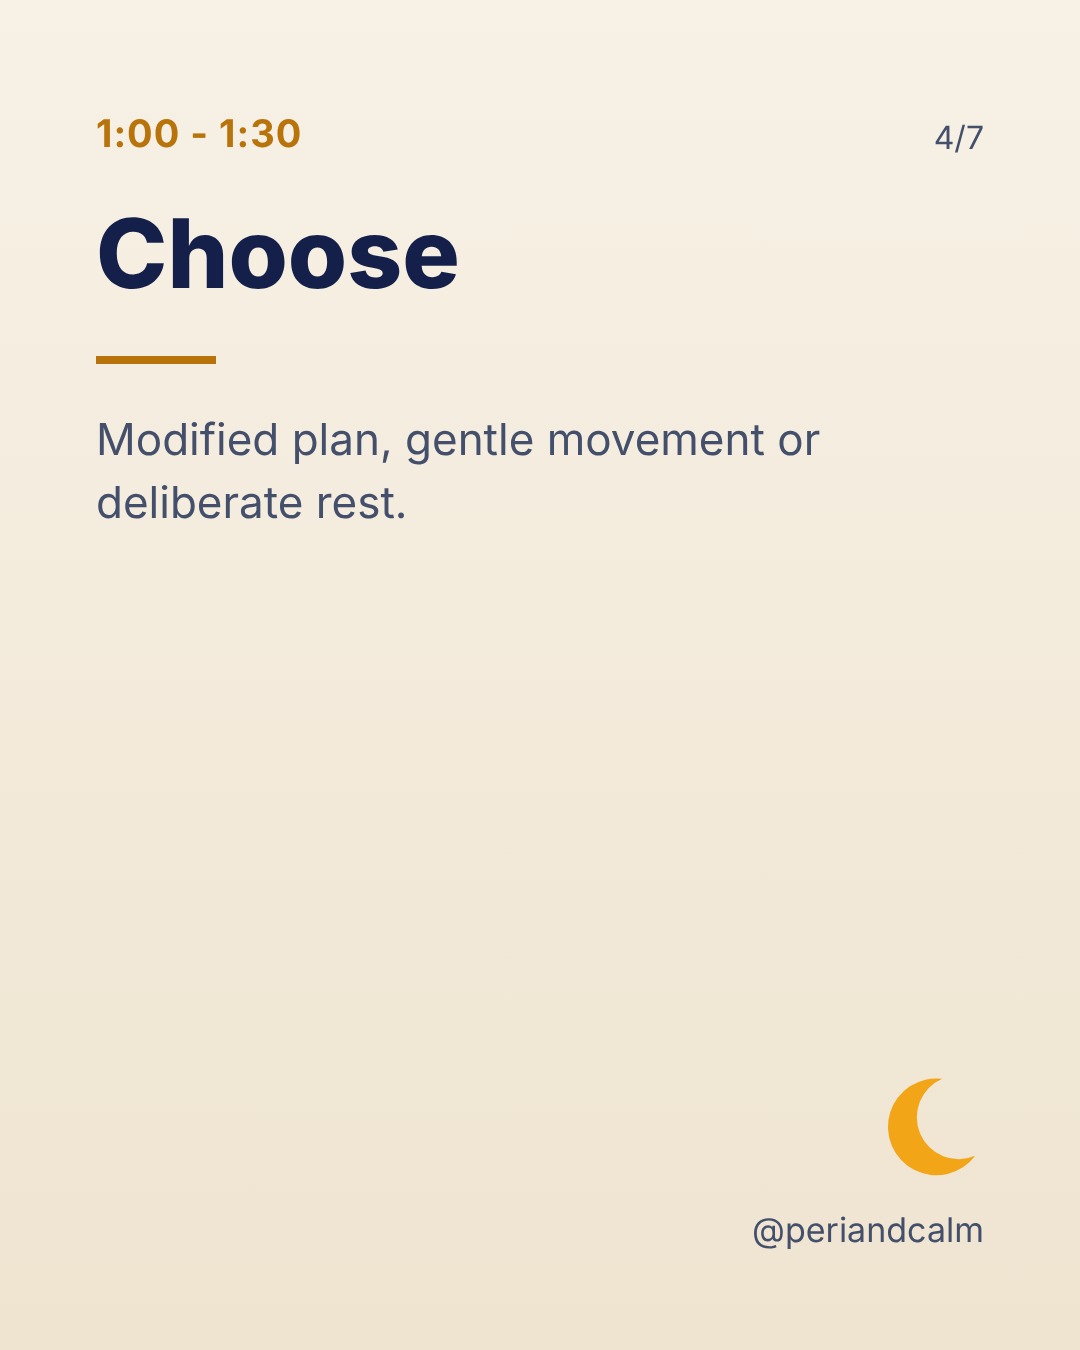 1:00 - 1:30
4/7
Choose
Modified plan, gentle movement or
deliberate rest.
@periandcalm